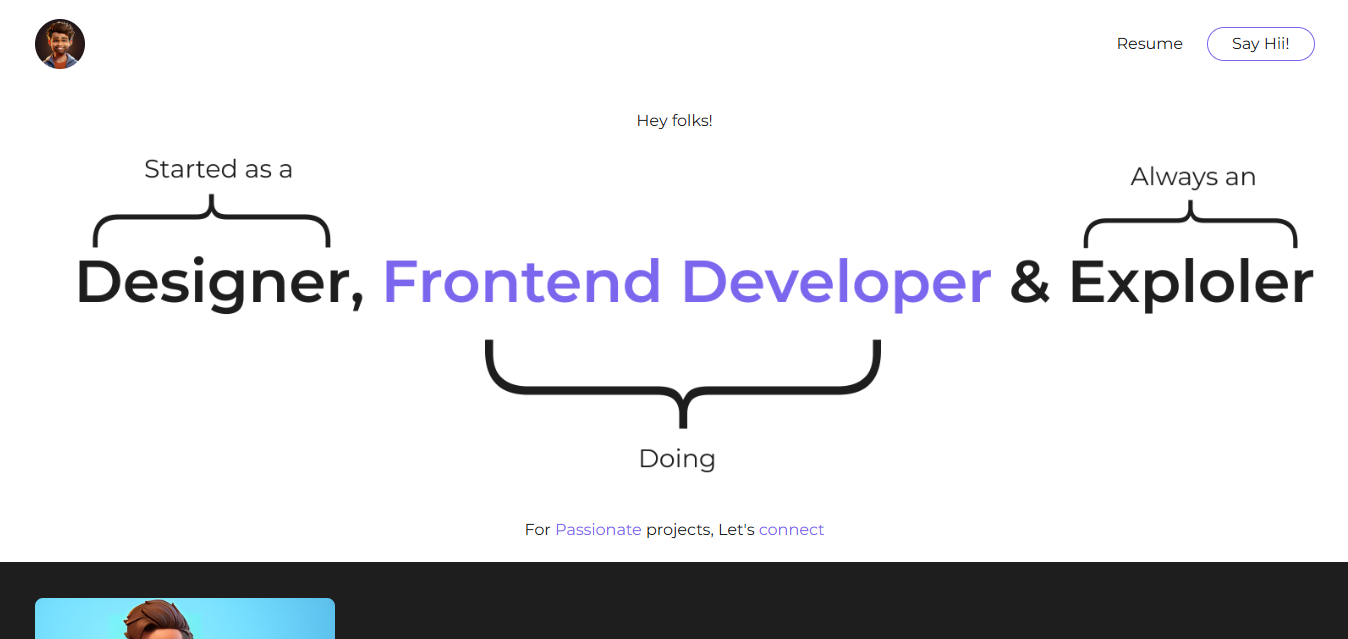 Resume
Say Hii!
Hey folks!
Started as a
Always an
Designer, Frontend Developer & Exploler
Doing
For Passionate projects, Let's connect